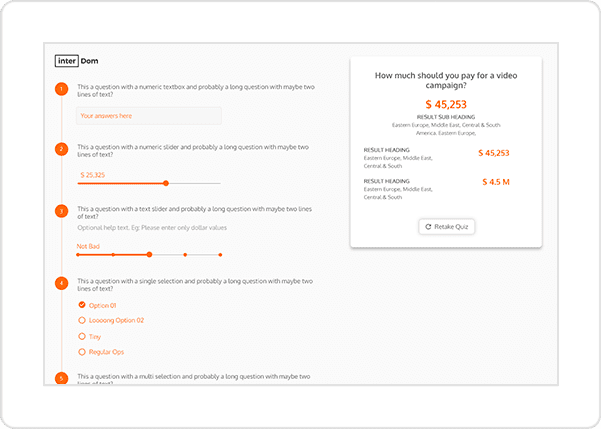 inter Dom
1
This a question with a numeric textbox and probably a long question with maybe two
lines of text?
Your answers here
2
This a question with a numeric slider and probably a long question with maybe two
lines of text?
$ 25,325
3
This a question with a text slider and probably a long question with maybe two lines
of text?
Optional help text. Eg: Please enter only dollar values
Not Bad
4
This a question with a single selection and probably a long question with maybe two
lines of text?
Option 01
Loooong Option 02
Tiny
Regular Ops
5
This a question with a multi selection and probably a long question with maybe two
lines of text?
How much should you pay for a video
campaign?
$ 45,253
RESULT SUB HEADING
Eastern Europe, Middle East, Central & South
America. Eastern Europe,
RESULT HEADING
Eastern Europe, Middle East,
Central & South
$ 45,253
RESULT HEADING
Eastern Europe, Middle East,
Central & South
$ 4.5 M
Retake Quiz